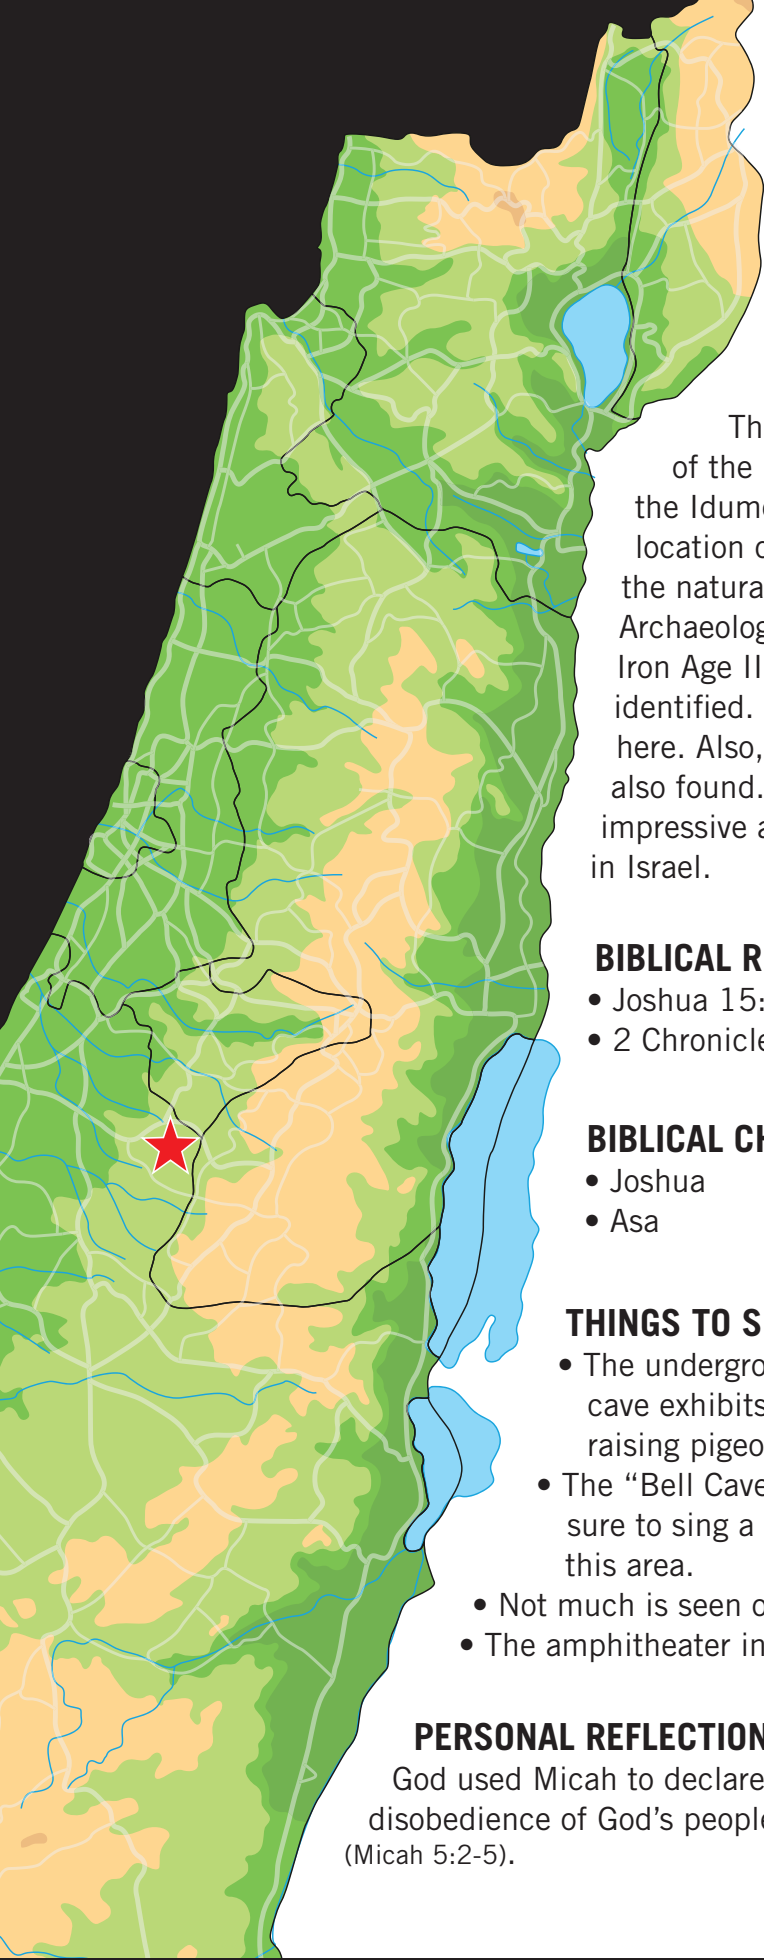 Th
of the
the Idume
location o
the natura
Archaeolog
Iron Age II
identified.
here. Also,
also found.
impressive a
in Israel.
BIBLICAL R
• Joshua 15:
• 2 Chronicle
BIBLICAL CH
• Joshua
• Asa
THINGS TO S
• The undergro
cave exhibits
raising pigeo
• The “Bell Cave
sure to sing a
this area.
• Not much is seen o
• The amphitheater in
PERSONAL REFLECTION
God used Micah to declare
disobedience of God’s people
(Micah 5:2-5).